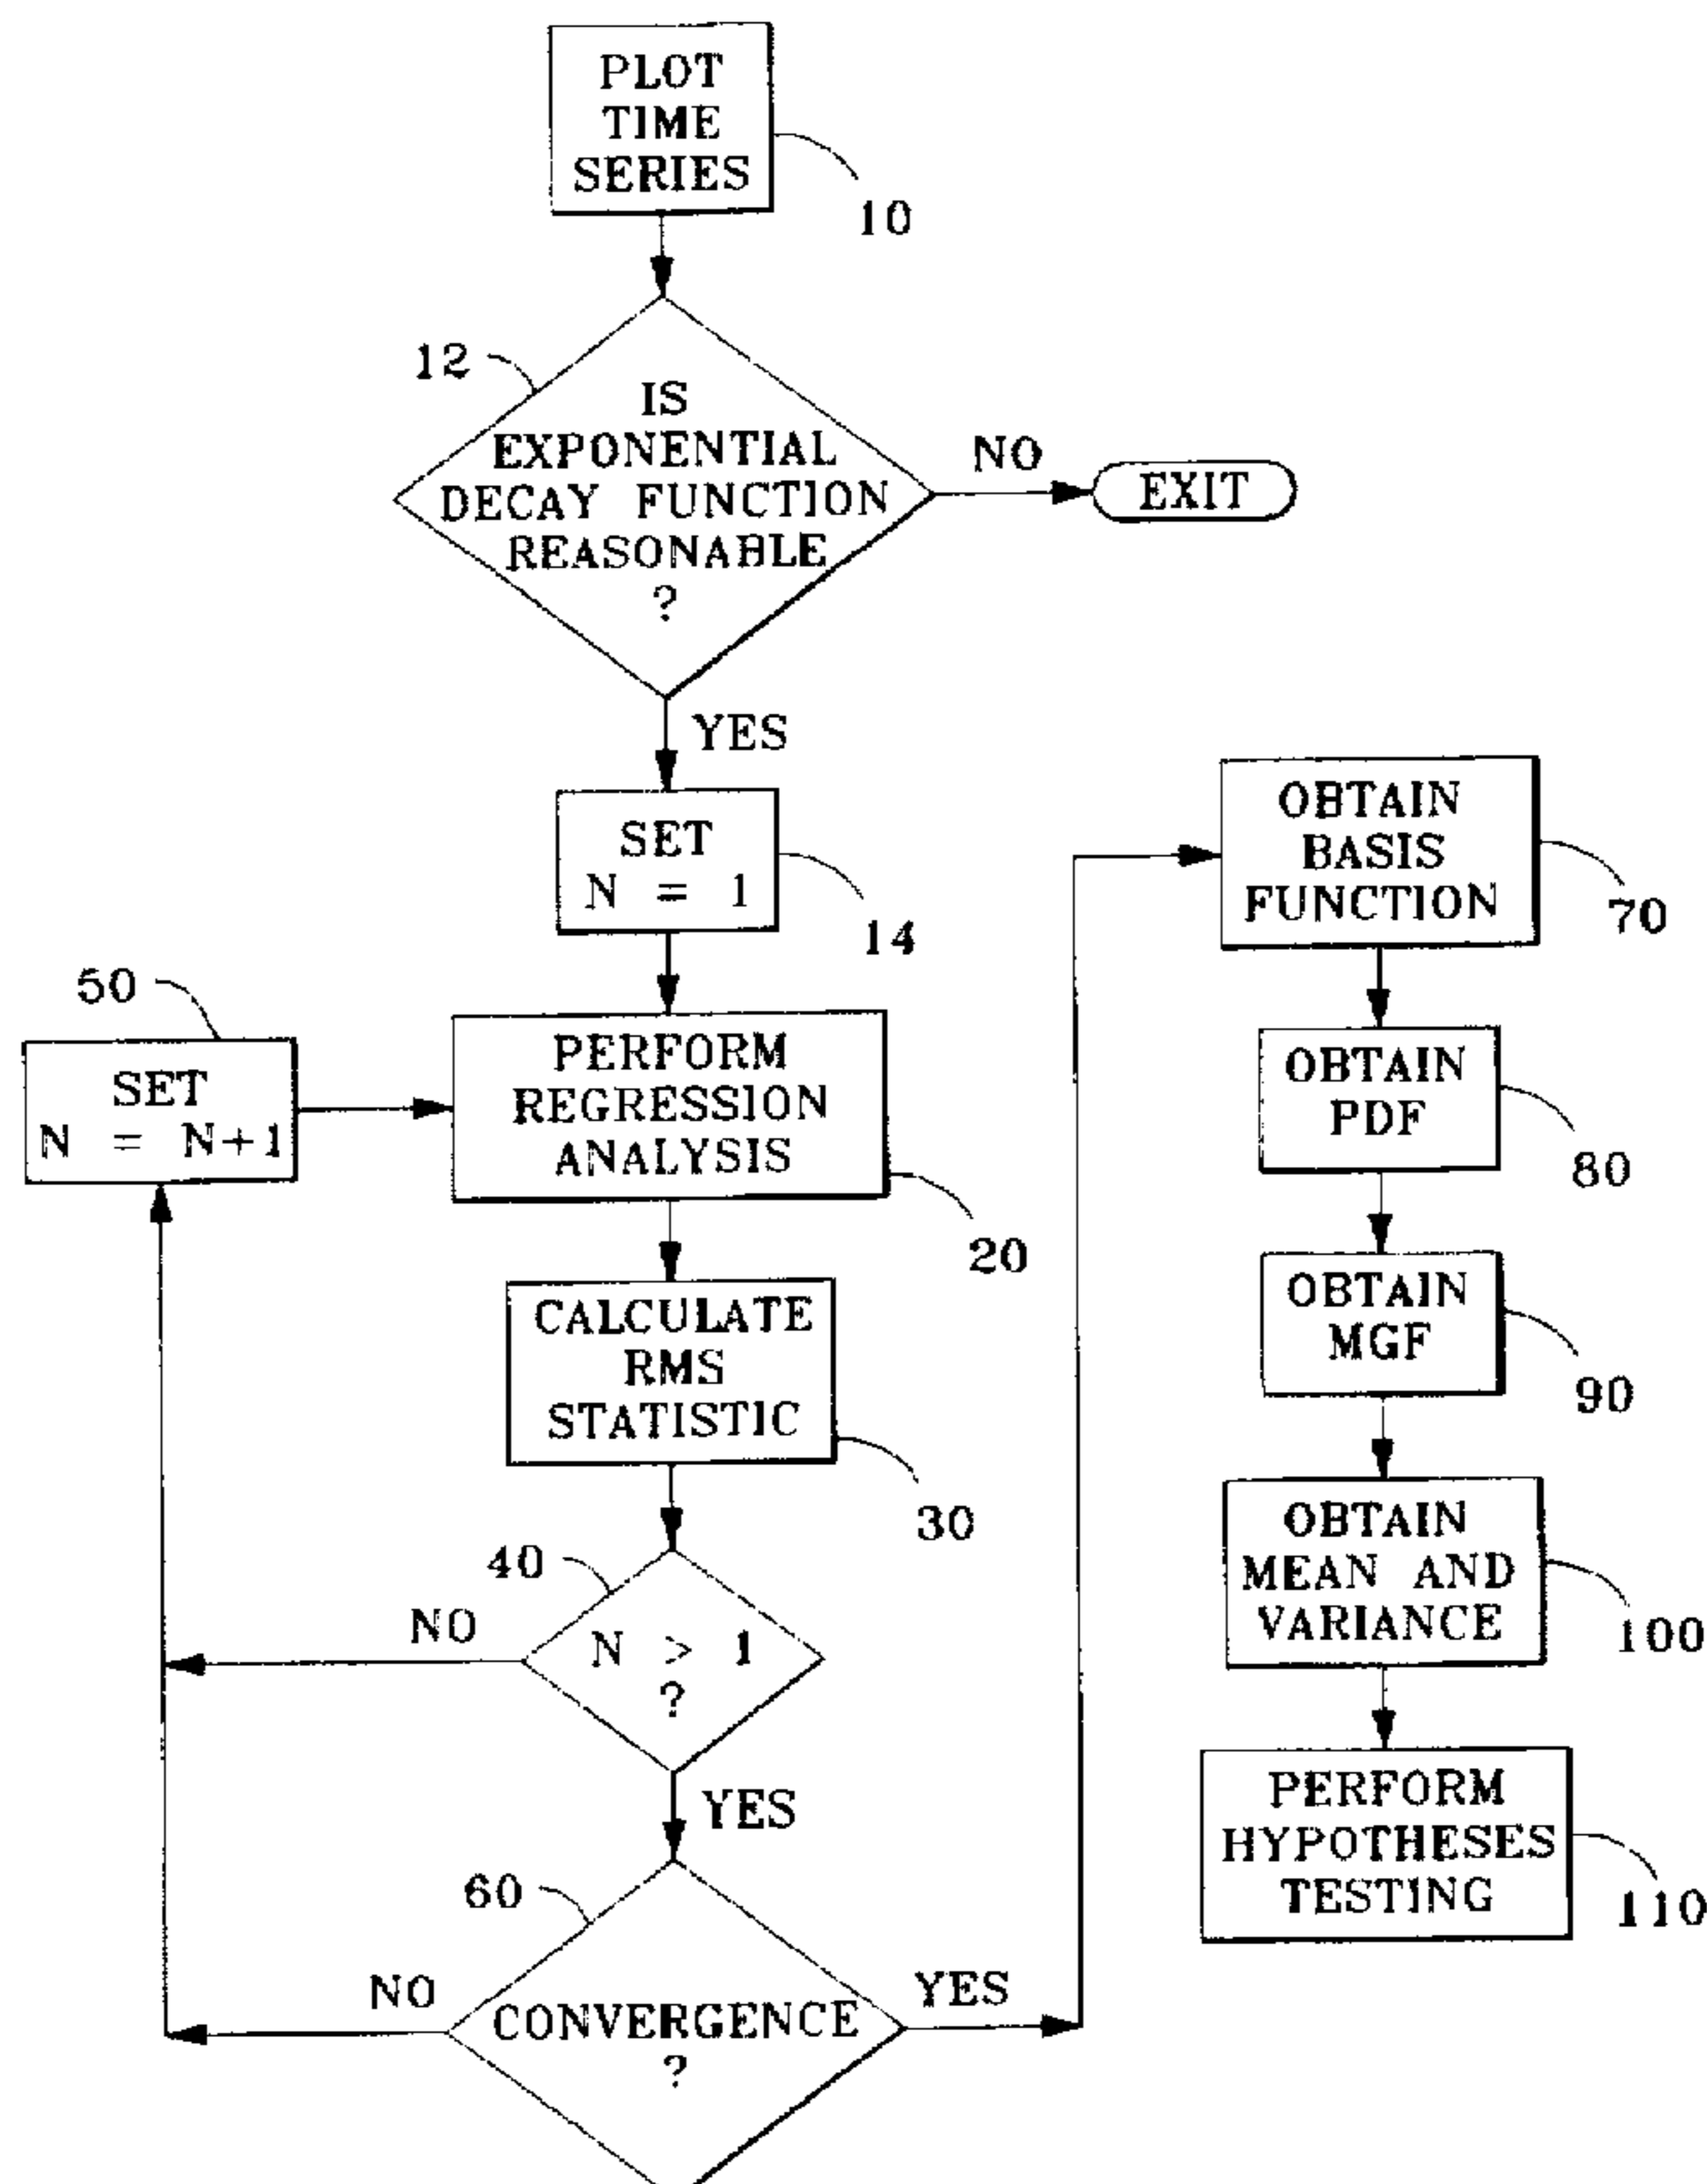 PLOT
TIME
SERIES
10
12
IS
EXPONENTIAL
DECAY FUNCTION
REASONABLE
?
NO
EXIT
YES
SET
N = 1
14
50
SET
N = N+1
PERFORM
REGRESSION
ANALYSIS
20
CALCULATE
RMS
STATISTIC
30
40
N > 1
?
NO
YES
60
CONVERGENCE
?
NO
YES
OBTAIN
BASIS
FUNCTION
70
OBTAIN
PDF
80
OBTAIN
MGF
90
OBTAIN
MEAN AND
VARIANCE
100
PERFORM
HYPOTHESES
TESTING
110